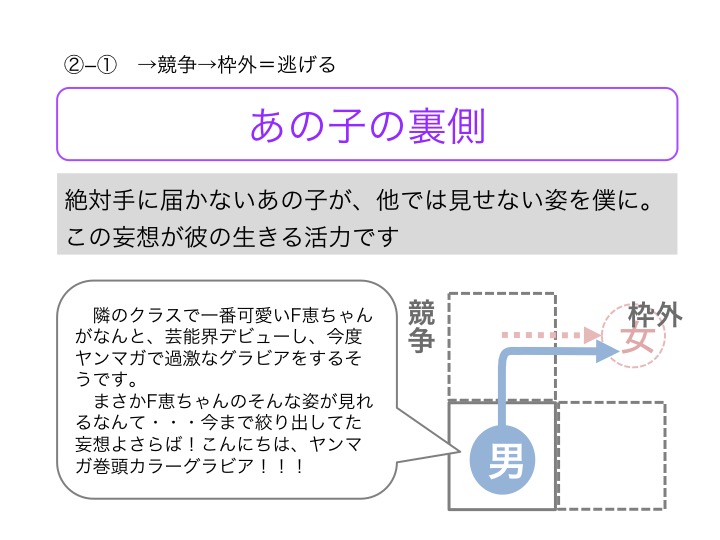 ②–①　→競争→枠外＝逃げる
あの子の裏側
絶対手に届かないあの子が、他では見せない姿を僕に。
この妄想が彼の生きる活力です
　隣のクラスで一番可愛いF恵ちゃん
がなんと、芸能界デビューし、今度
ヤンマガで過激なグラビアをするそ
うです。
　まさかF恵ちゃんのそんな姿が見れ
るなんて・・・今まで絞り出してた
妄想よさらば！こんにちは、ヤンマ
ガ巻頭カラーグラビア！！！
競争
枠外
女
男